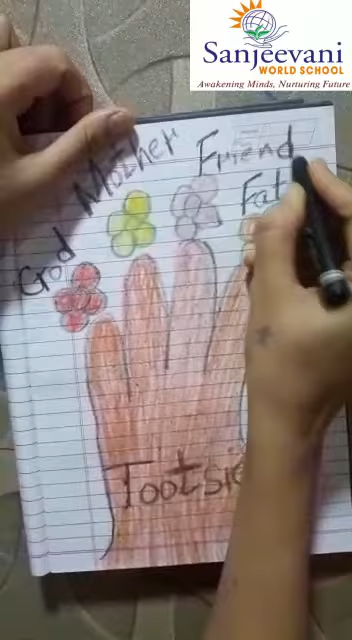 Sanjeevani
WORLD SCHOOL
Awakening Minds, Nurturing Future
God
Mother
Friend
Fat
Tootsie